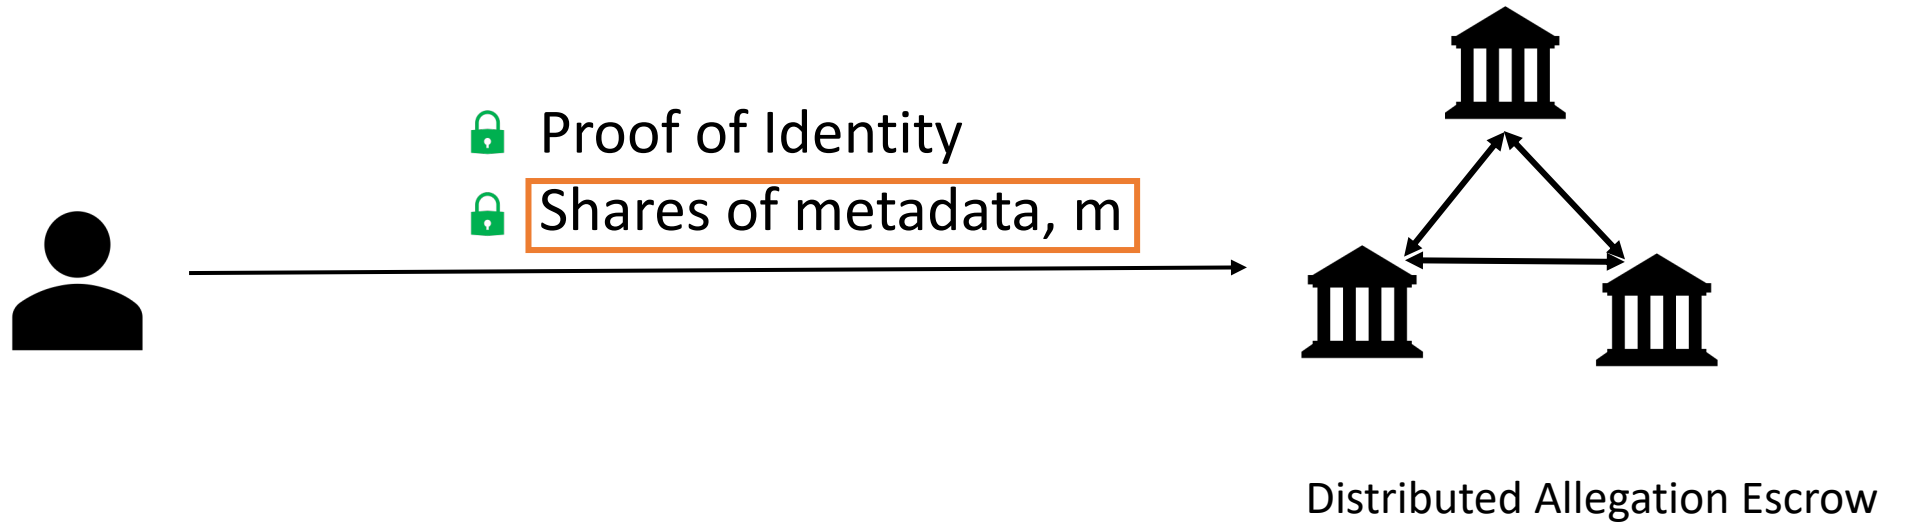 Proof of Identity
Shares of metadata, m
Distributed Allegation Escrow